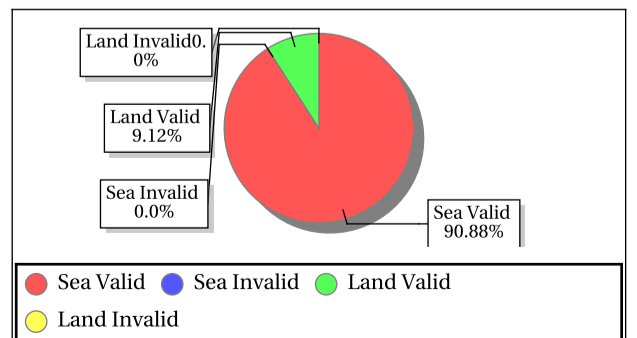 Land Invalid0.
0%
Land Valid
9.12%
Sea Invalid
0.0%
Sea Valid
90.88%
Sea Valid Sea Invalid Land Valid
Land Invalid